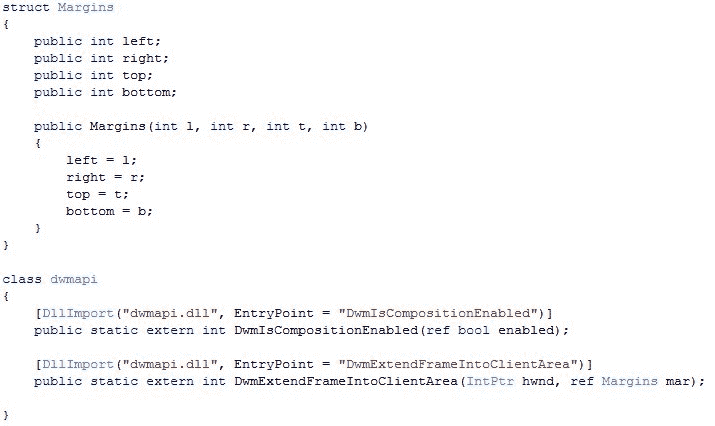 struct Margins
{
    public int left;
    public int right;
    public int top;
    public int bottom;

    public Margins(int l, int r, int t, int b)
    {
        left = l;
        right = r;
        top = t;
        bottom = b;
    }
}

class dwmapi
{
    [DllImport("dwmapi.dll", EntryPoint = "DwmIsCompositionEnabled")]
    public static extern int DwmIsCompositionEnabled(ref bool enabled);

    [DllImport("dwmapi.dll", EntryPoint = "DwmExtendFrameIntoClientArea")]
    public static extern int DwmExtendFrameIntoClientArea(IntPtr hwnd, ref Margins mar);

}